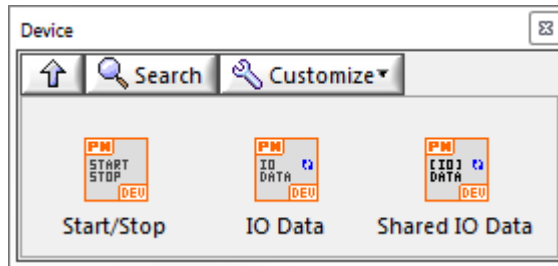 Device
Search Customize
PN START STOP DEV
PN IO DATA DEV
PN [IO] DATA DEV
Start/Stop IO Data Shared IO Data